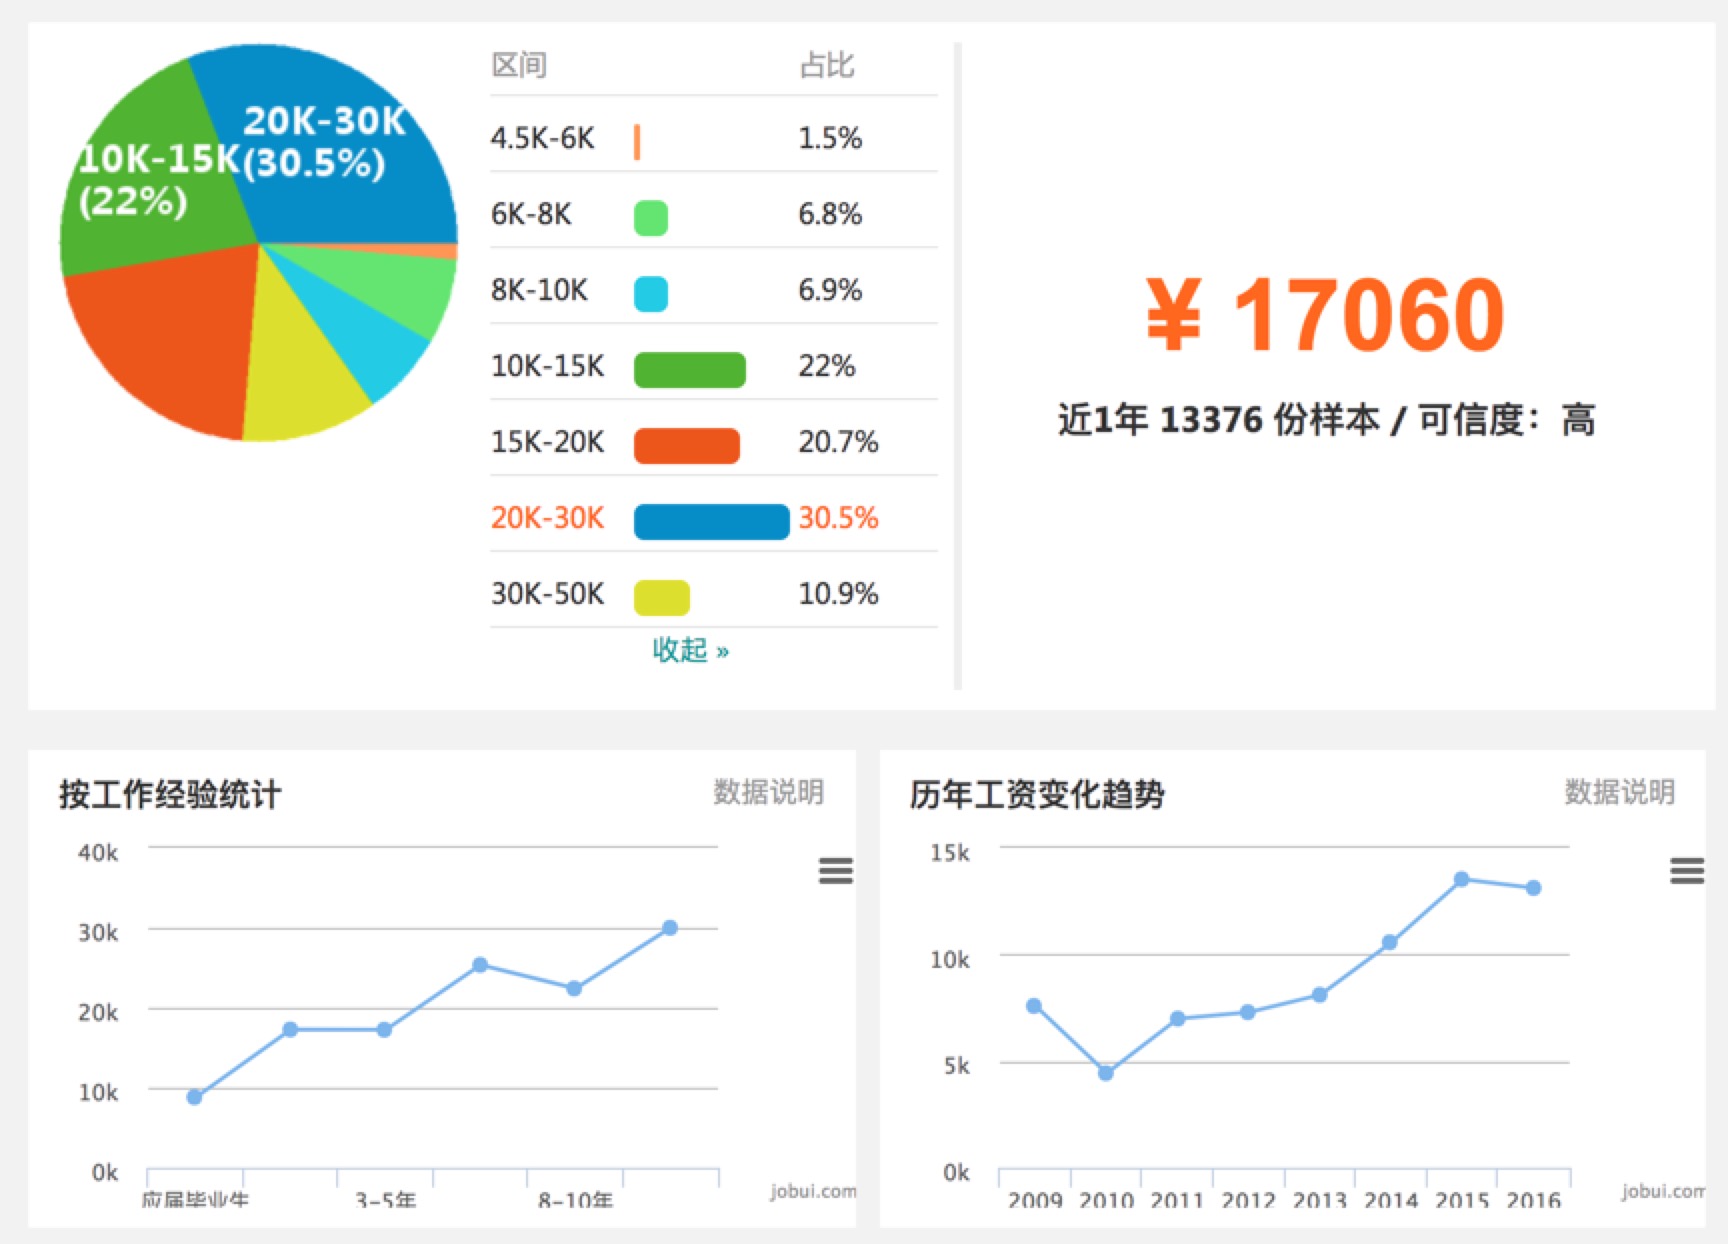 20K-30K
(30.5%)
10K-15K
(22%)
区间 占比
4.5K-6K 1.5%
6K-8K 6.8%
8K-10K 6.9%
10K-15K 22%
15K-20K 20.7%
20K-30K 30.5%
30K-50K 10.9%
收起 »
¥ 17060
近1年 13376 份样本 / 可信度：高
按工作经验统计 数据说明
40k
30k
20k
10k
0k
应届毕业生 3-5年 8-10年
jobui.com
历年工资变化趋势 数据说明
15k
10k
5k
0k
2009 2010 2011 2012 2013 2014 2015 2016
jobui.com